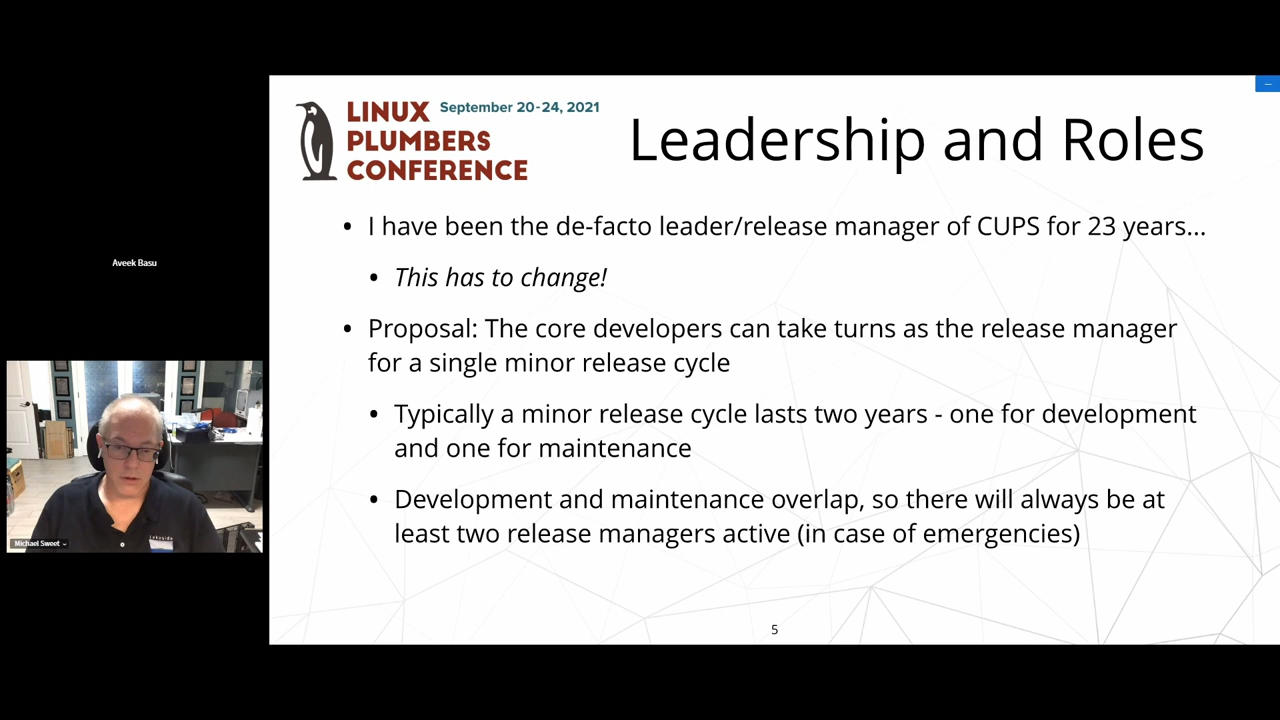 LINUX
September 20-24, 2021
PLUMBERS
CONFERENCE
Leadership and Roles
• I have been the de-facto leader/release manager of CUPS for 23 years...
• This has to change!
• Proposal: The core developers can take turns as the release manager
for a single minor release cycle
• Typically a minor release cycle lasts two years - one for development
and one for maintenance
• Development and maintenance overlap, so there will always be at
least two release managers active (in case of emergencies)
5
Aveek Basu
Michael Sweet
Lakeside